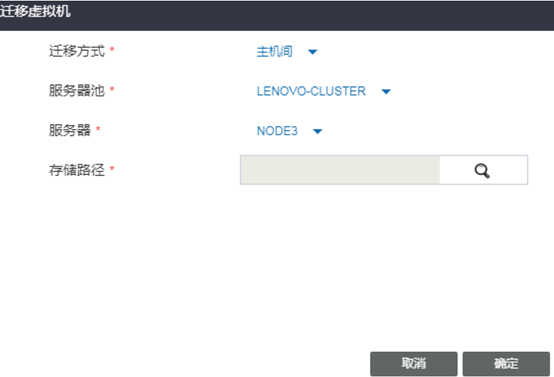 迁移虚拟机
迁移方式 * 主机间
服务器池 * LENOVO-CLUSTER
服务器 * NODE3
存储路径 *
取消 确定